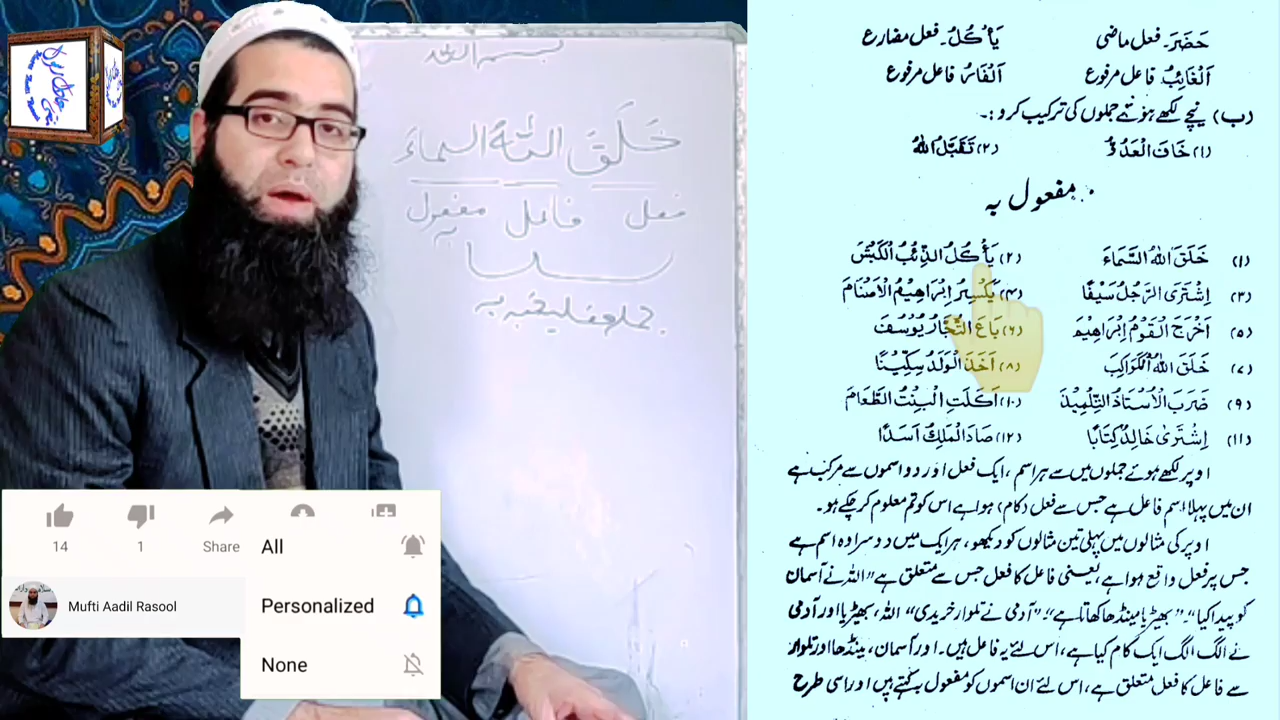 بسم اللہ
خَلَقَ اللّٰهُ السماءَ
فعل فاعل مفعول بہ
جملہ فعلیہ خبریہ
14
1
Share
All
Mufti Aadil Rasool
Personalized
None
حَضَرَ۔ فعل ماضی یَأْكُلُ۔ فعل مضارع
اَلْغَائِبُ فاعل مرفوع اَلْفَاسُ فاعل مرفوع
(ب) نیچے لکھے ہوئے جملوں کی ترکیب کرو :۔
(۱) خَافَ الْعَدُوُّ (۲) تَقَبَّلَ اللّٰهُ
مفعول بہ
(۱) خَلَقَ اللّٰهُ السَّمَاءَ (۲) يَأْكُلُ الذِّئْبُ الْكَبْشَ
(۳) اِشْتَرَى الرَّجُلُ سَيْفًا (۴) يَكْسِرُ اِبْرَاهِيْمُ الْاَصْنَامَ
(۵) اَخْرَجَ الْقَوْمُ اِبْرَاهِيْمَ (۶) بَاعَ التُّجَّارُ يُوْسُفَ
(۷) خَلَقَ اللّٰهُ الْكَوَاكِبَ (۸) اَخَذَ الْوَلَدُ سِكِّيْنًا
(۹) ضَرَبَ الْاُسْتَاذُ التِّلْمِيْذَ (۱۰) اَكَلَتِ الْبِنْتُ الطَّعَامَ
(۱۱) اِشْتَرٰى خَالِدٌ كِتَابًا (۱۲) صَادَ الْمَلِكُ اَسَدًا
اوپر لکھے ہوئے جملوں میں سے ہر اسم، ایک فعل اور دو اسموں سے مرکب ہے
ان میں پہلا اسم فاعل ہے جس سے فعل (کام) ہوا ہے اس کو تم معلوم کر چکے ہو۔
اوپر کی مثالوں میں پہلی تین مثالوں کو دیکھو، ہر ایک میں دوسرا وہ اسم ہے
جس پر فعل واقع ہوا ہے، یعنی فاعل کا فعل جس سے متعلق ہے "اللہ نے آسمان
کو پیدا کیا"۔ "بھیڑیا مینڈھا کھاتا ہے"۔ "آدمی نے تلوار خریدی" اللہ، بھیڑیا اور آدمی
نے الگ الگ ایک کام کیا ہے، اس لئے یہ فاعل ہیں۔ اور آسمان، مینڈھا اور تلوار
سے فاعل کا فعل متعلق ہے، اس لئے ان اسموں کو مفعول بہ کہتے ہیں اور اسی طرح